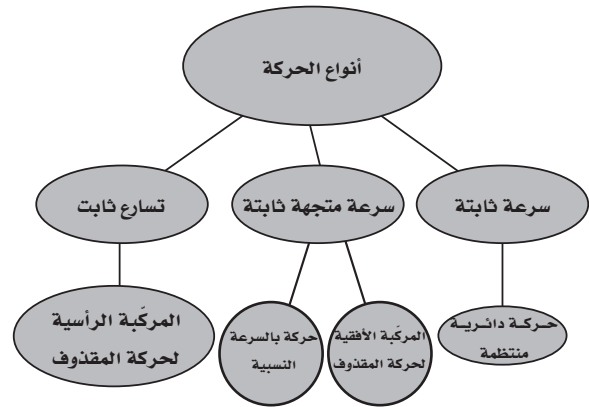 أنواع الحركة
سرعة ثابتة
سرعة متجهة ثابتة
تسارع ثابت
حركة دائرية
منتظمة
المركّبة الأفقية
لحركة المقذوف
حركة بالسرعة
النسبية
المركّبة الرأسية
لحركة المقذوف